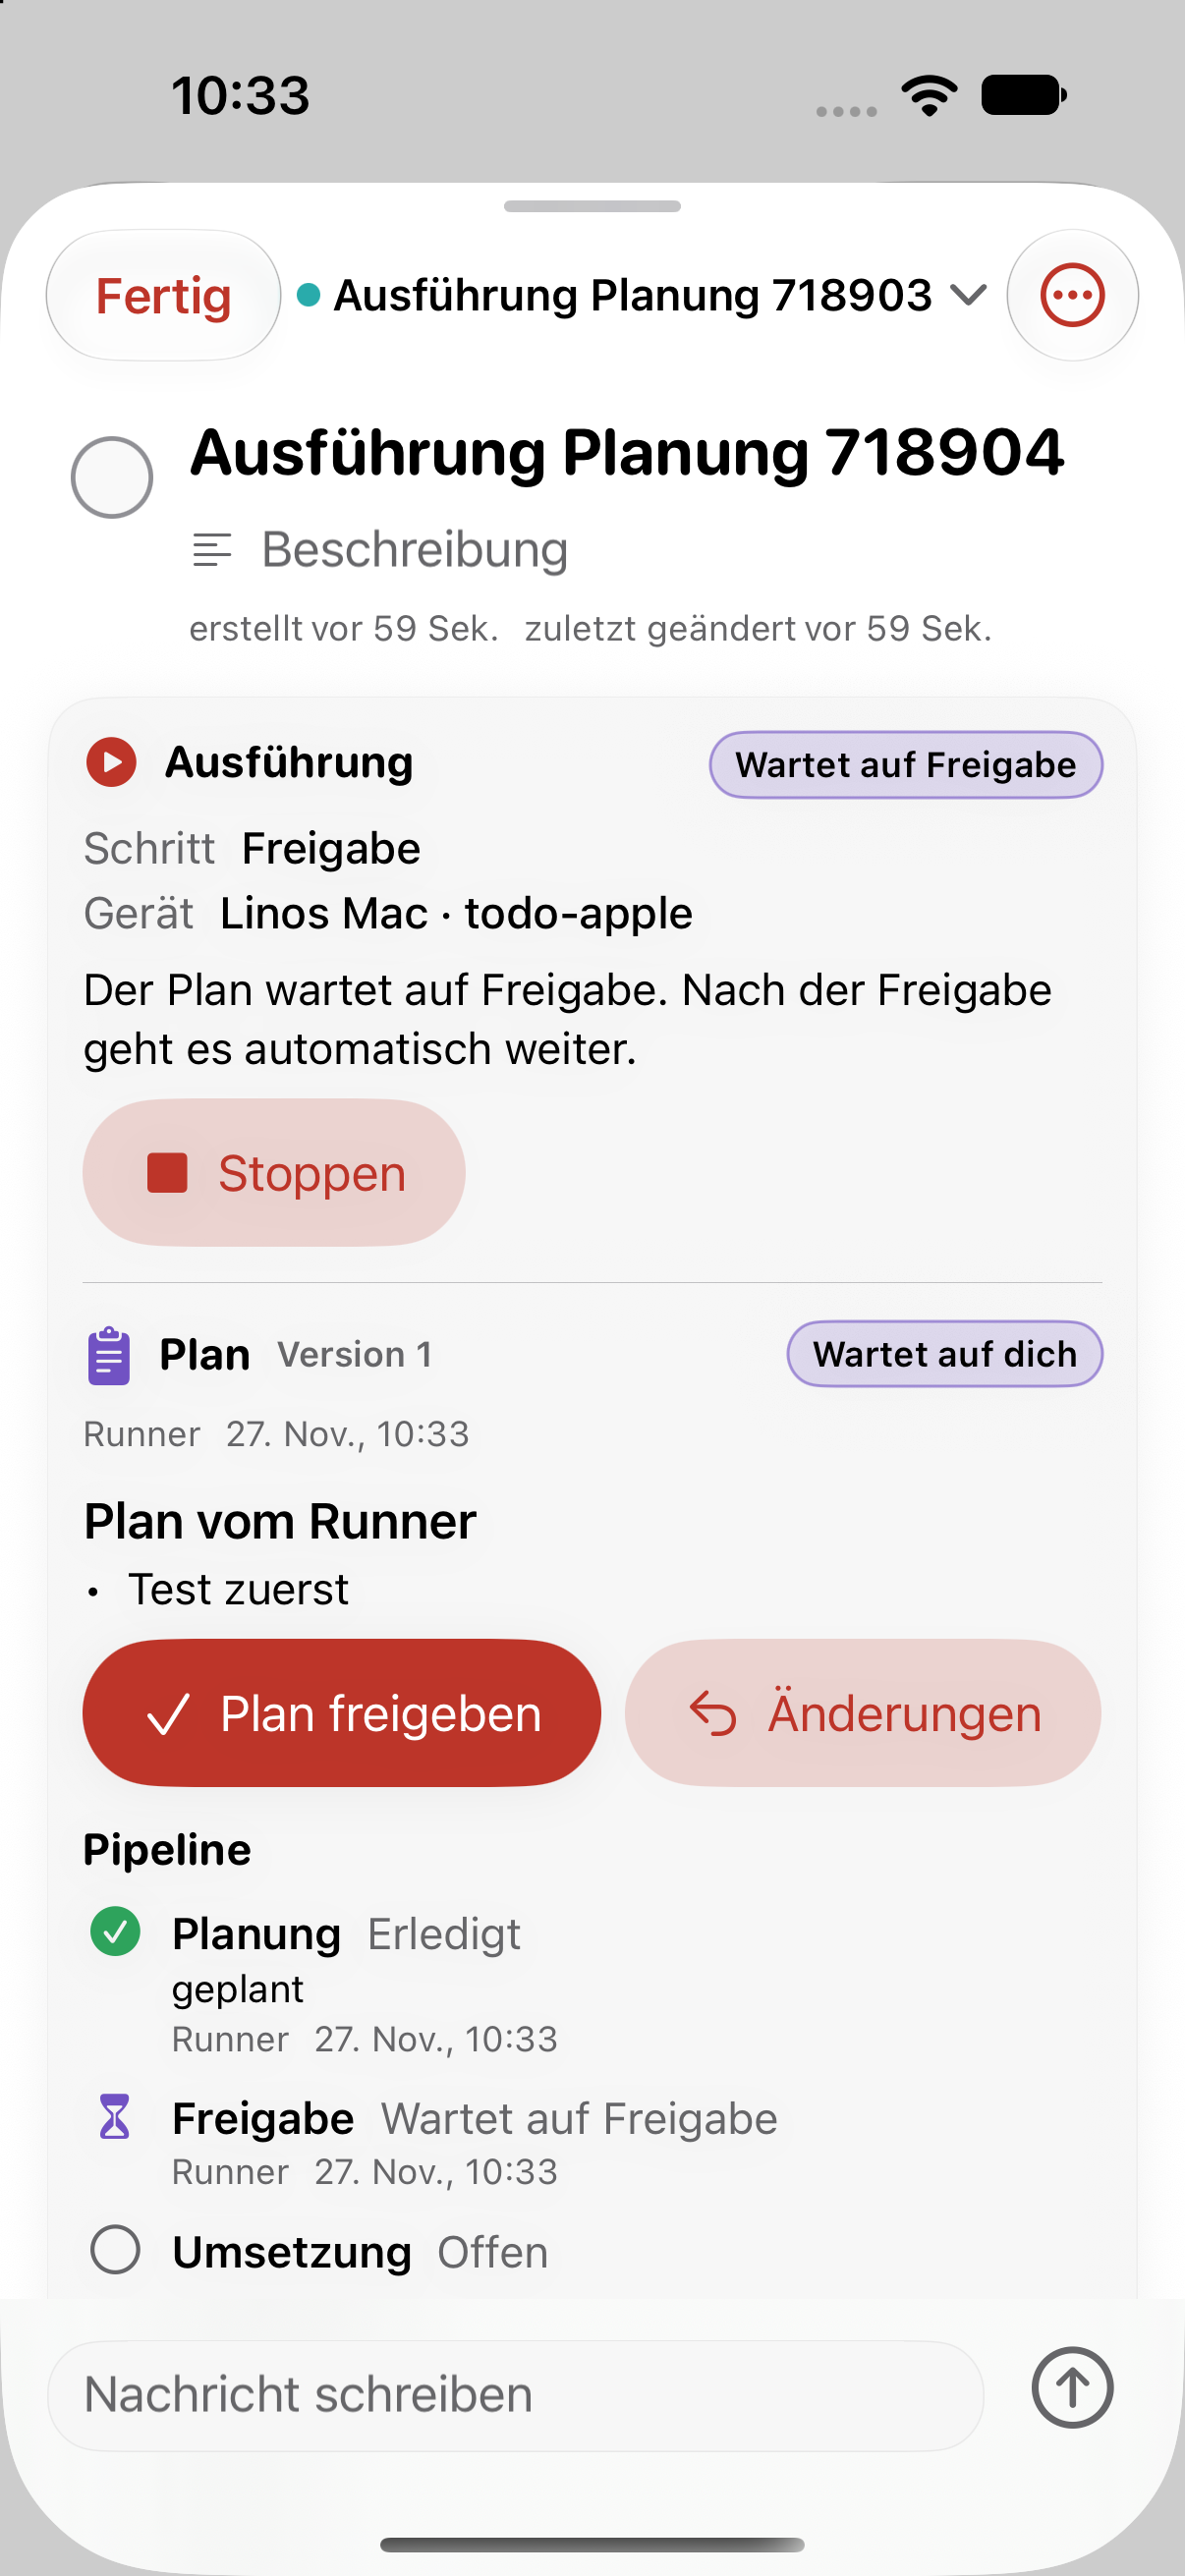 10:33
Fertig
Ausführung Planung 718903
Ausführung Planung 718904
Beschreibung
erstellt vor 59 Sek. zuletzt geändert vor 59 Sek.
Ausführung
Wartet auf Freigabe
Schritt Freigabe
Gerät Linos Mac · todo-apple
Der Plan wartet auf Freigabe. Nach der Freigabe
geht es automatisch weiter.
Stoppen
Plan Version 1
Wartet auf dich
Runner 27. Nov., 10:33
Plan vom Runner
• Test zuerst
Plan freigeben
Änderungen
Pipeline
Planung Erledigt
geplant
Runner 27. Nov., 10:33
Freigabe Wartet auf Freigabe
Runner 27. Nov., 10:33
Umsetzung Offen
Nachricht schreiben